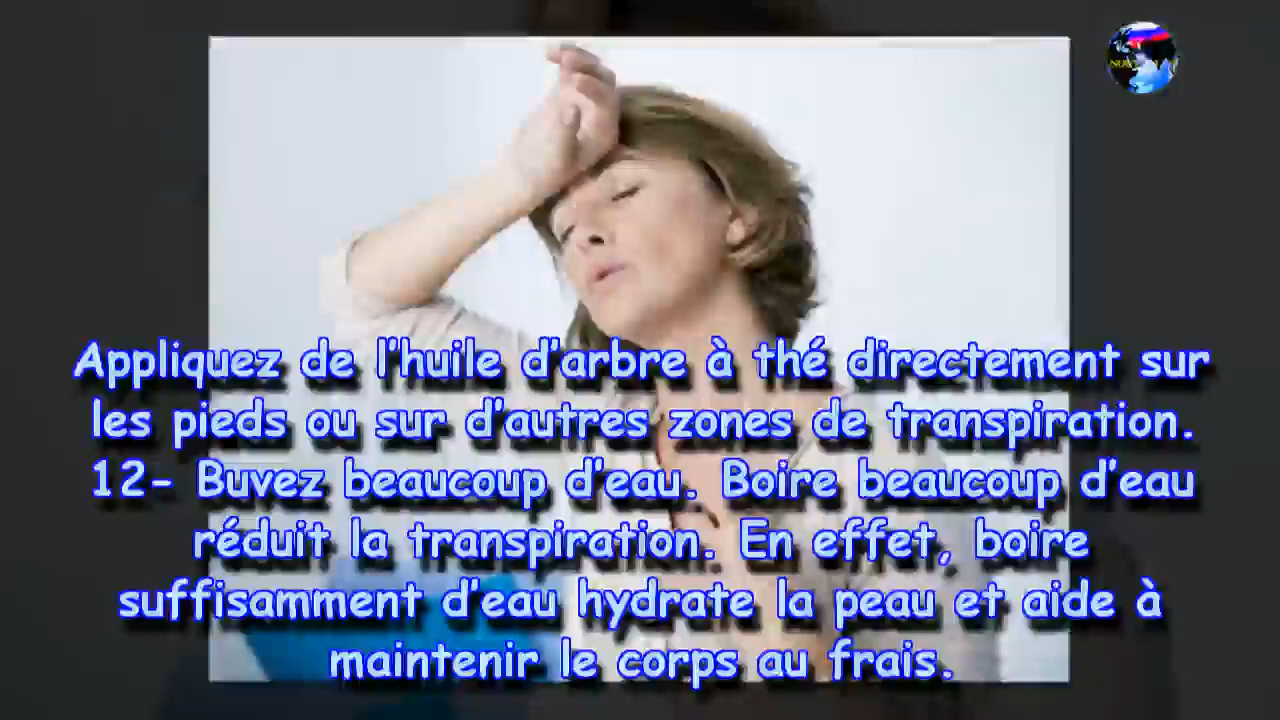 Appliquez de l'huile d'arbre à thé directement sur
les pieds ou sur d'autres zones de transpiration.
12- Buvez beaucoup d'eau. Boire beaucoup d'eau
réduit la transpiration. En effet, boire
suffisamment d'eau hydrate la peau et aide à
maintenir le corps au frais.